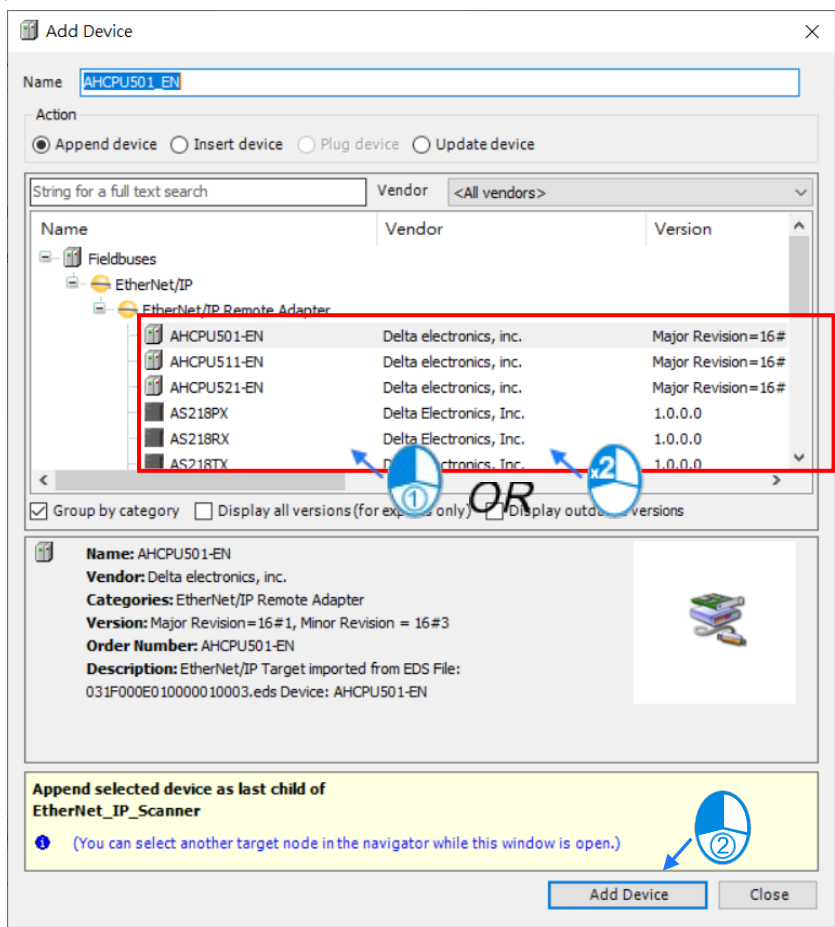 Add Device
Name AHCPU501_EN
Action
Append device Insert device Plug device Update device
String for a full text search Vendor <All vendors>
Name Vendor Version
Fieldbuses
EtherNet/IP
EtherNet/IP Remote Adapter
AHCPU501-EN Delta electronics, inc. Major Revision=16#
AHCPU511-EN Delta electronics, inc. Major Revision=16#
AHCPU521-EN Delta electronics, inc. Major Revision=16#
AS218PX Delta Electronics, Inc. 1.0.0.0
AS218RX Delta Electronics, Inc. 1.0.0.0
AS218TX Inc. 1.0.0.0
x2
1
OR
Group by category Display all versions (for only) Display versions
Name: AHCPU501-EN
Vendor: Delta electronics, inc.
Categories: EtherNet/IP Remote Adapter
Version: Major Revision=16#1, Minor Revision = 16#3
Order Number: AHCPU501-EN
Description: EtherNet/IP Target imported from EDS File:
031F000E010000010003.eds Device: AHCPU501-EN
Append selected device as last child of
EtherNet_IP_Scanner
(You can select another target node in the navigator while this window is open.)
2
Add Device Close